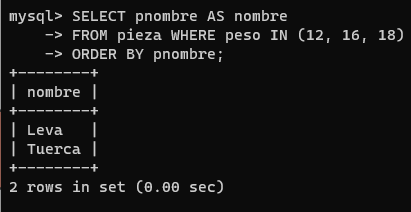 mysql> SELECT pnombre AS nombre
    -> FROM pieza WHERE peso IN (12, 16, 18)
    -> ORDER BY pnombre;
+--------+
| nombre |
+--------+
| Leva   |
| Tuerca |
+--------+
2 rows in set (0.00 sec)